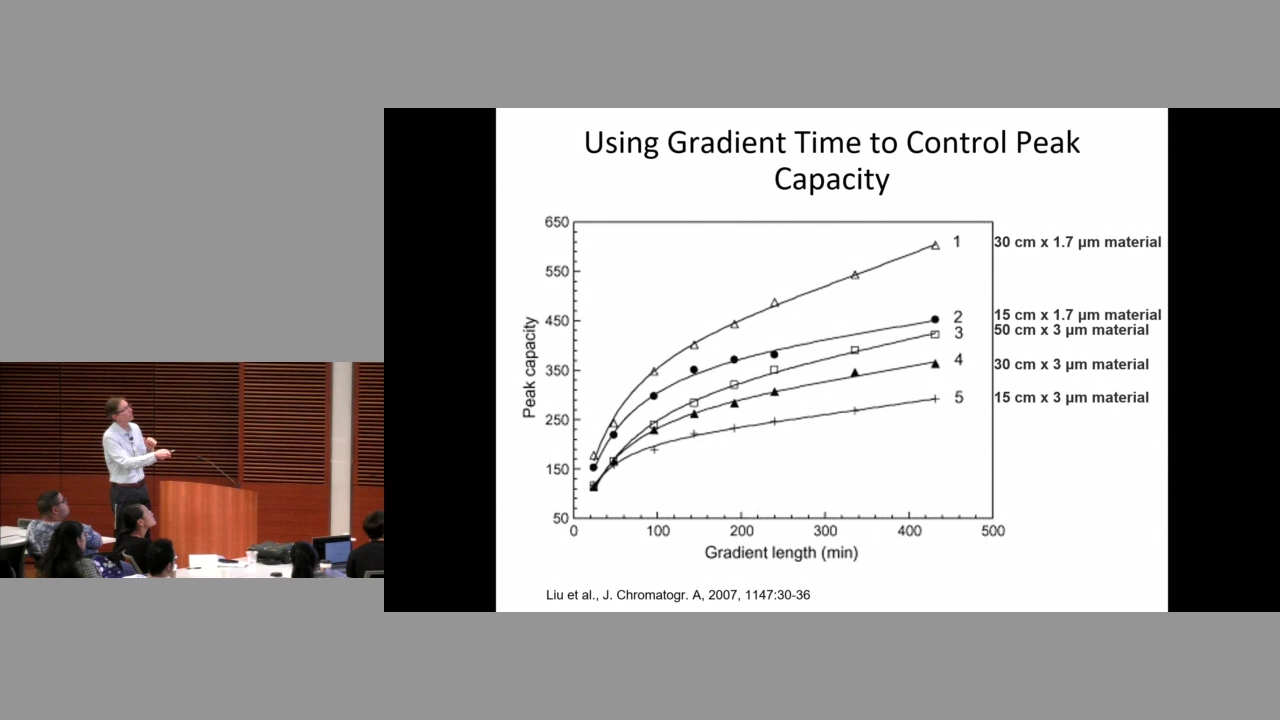 Using Gradient Time to Control Peak
Capacity
650
550
450
350
250
150
50
Peak capacity
0
100
200
300
400
500
Gradient length (min)
1
2
3
4
5
30 cm x 1.7 µm material
15 cm x 1.7 µm material
50 cm x 3 µm material
30 cm x 3 µm material
15 cm x 3 µm material
Liu et al., J. Chromatogr. A, 2007, 1147:30-36